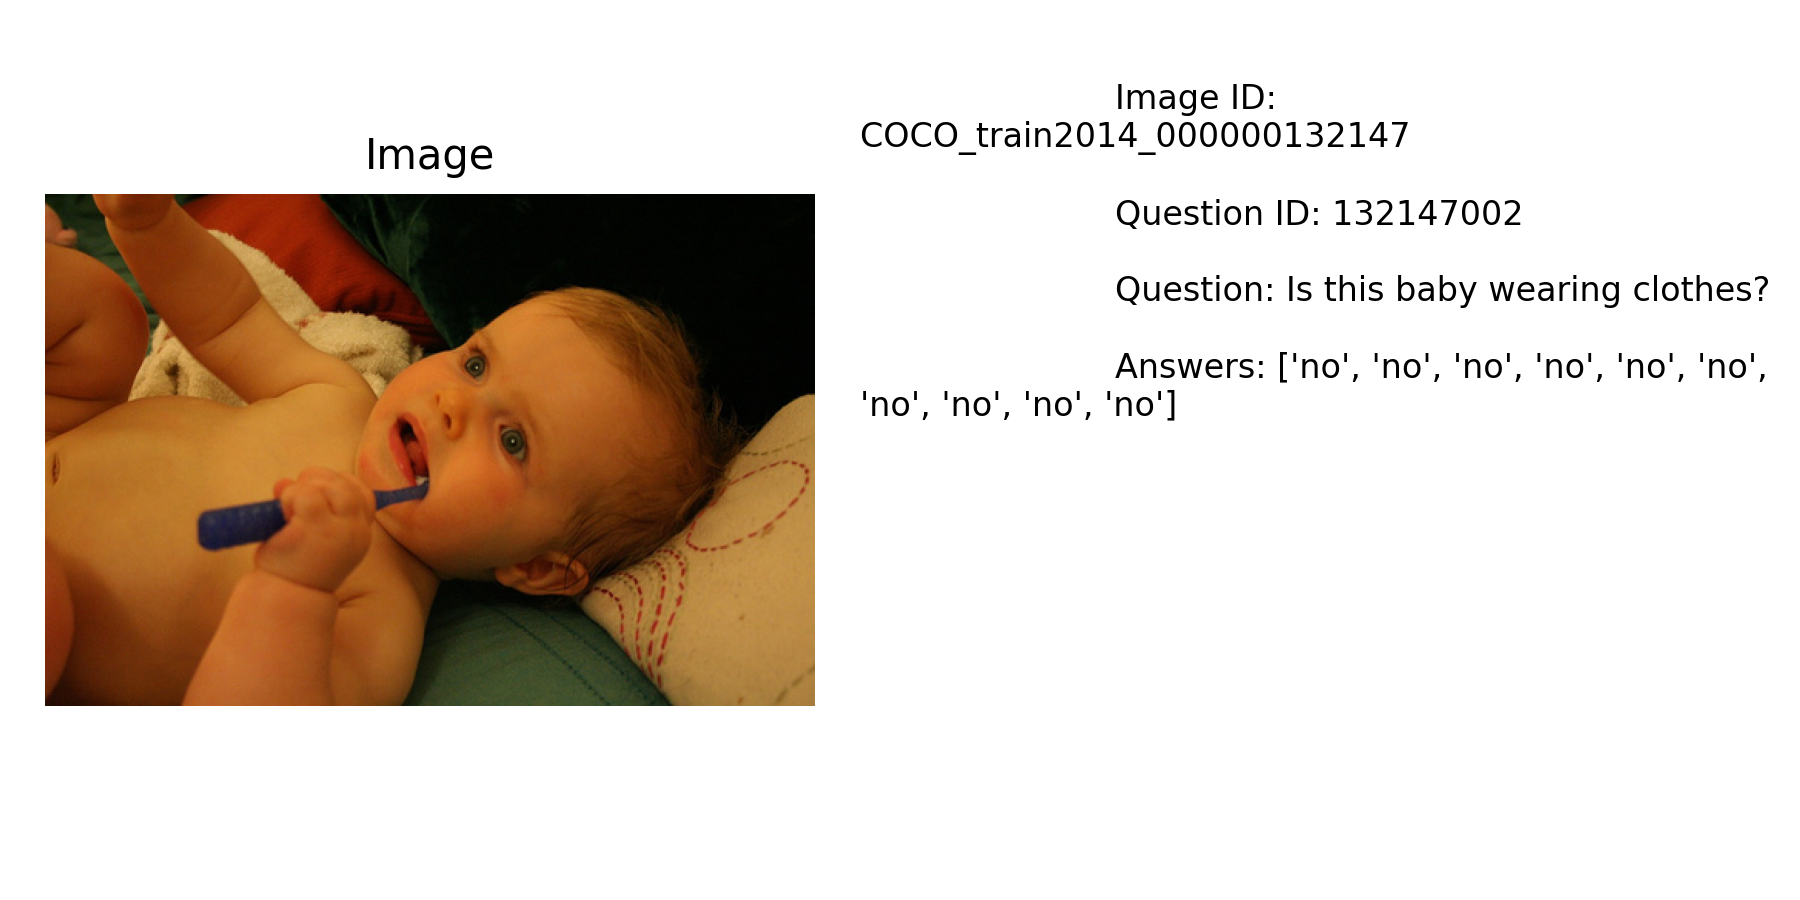 Image
Image ID:
COCO_train2014_000000132147
Question ID: 132147002
Question: Is this baby wearing clothes?
Answers: ['no', 'no', 'no', 'no', 'no', 'no',
'no', 'no', 'no', 'no']